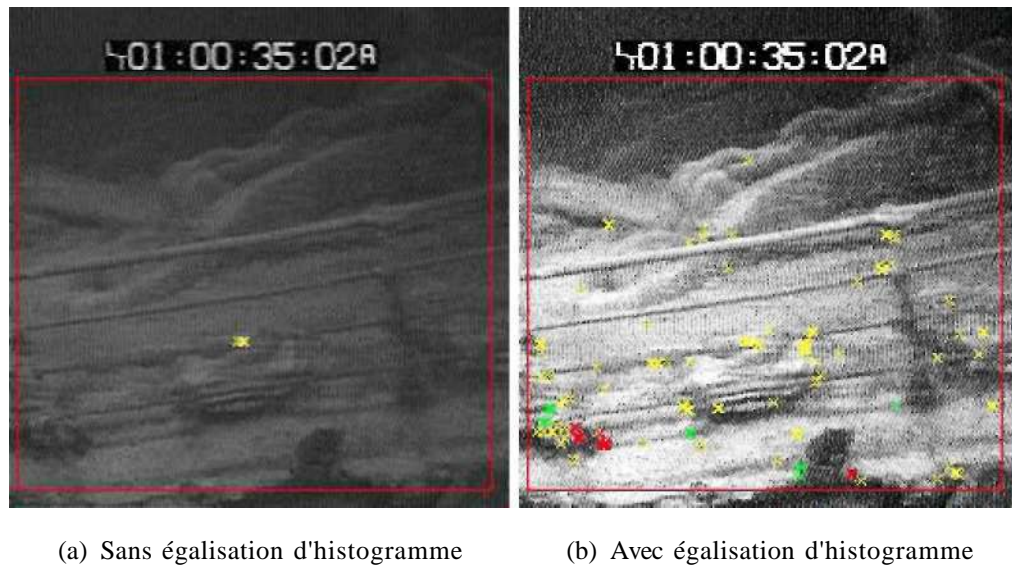 01:00:35:02A
01:00:35:02A
(a) Sans égalisation d'histogramme
(b) Avec égalisation d'histogramme